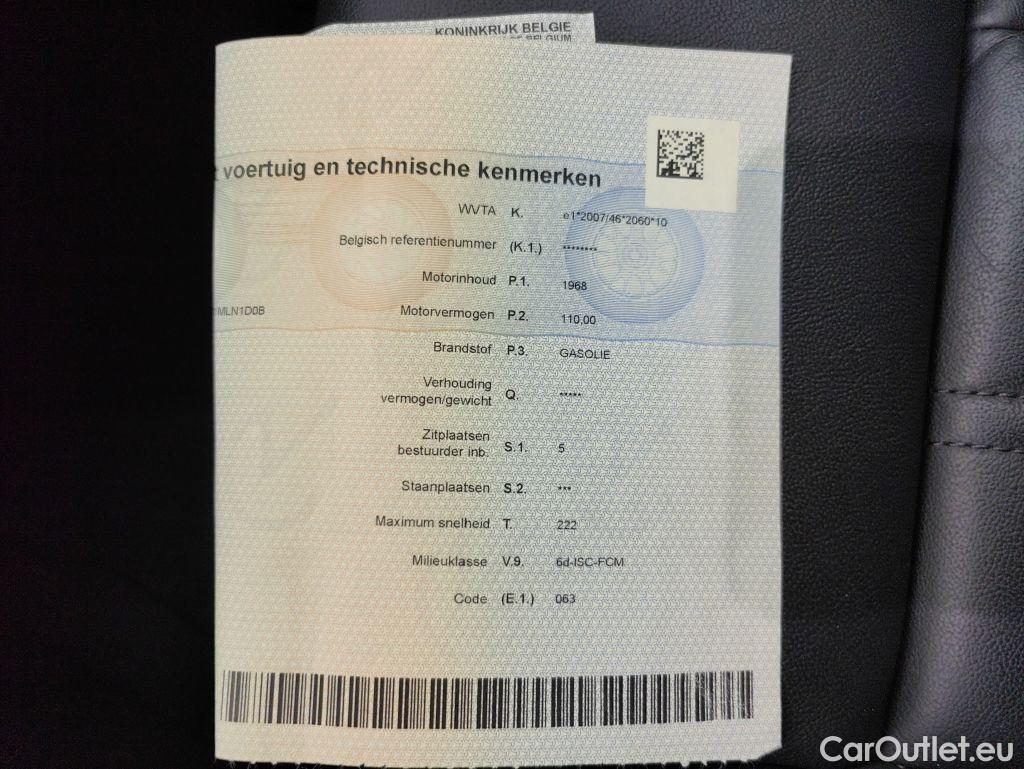 KONINKRIJK BELGIE
OF BELGIUM
voertuig en technische kenmerken
WVTA K. e1*2007/46*2060*10
Belgisch referentienummer (K.1.) ********
Motorinhoud P.1. 1968
MLN1D0B
Motorvermogen P.2. 110,00
Brandstof P.3. GASOLIE
Verhouding
vermogen/gewicht Q. *****
Zitplaatsen
bestuurder inb. S.1. 5
Staanplaatsen S.2. ***
Maximum snelheid T. 222
Milieuklasse V.9. 6d-ISC-FCM
Code (E.1.) 063
CarOutlet.eu